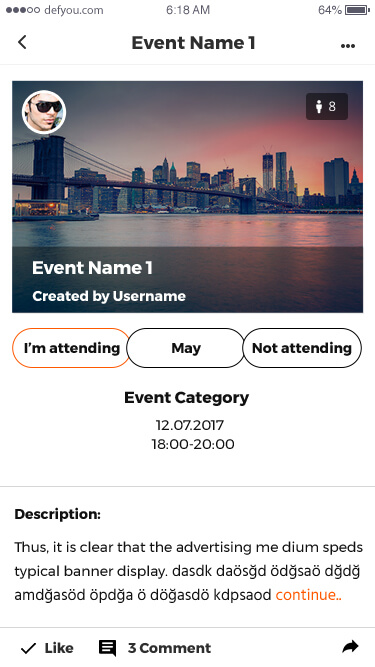 defyou.com 6:18 AM 64%
Event Name 1
8
Event Name 1
Created by Username
I'm attending May Not attending
Event Category
12.07.2017
18:00-20:00
Description:
Thus, it is clear that the advertising me dium speds
typical banner display. dasdk daösğd ödğsaö dğdğ
amdğasöd öpdğa ö döğasdö kdpsaod continue..
Like 3 Comment